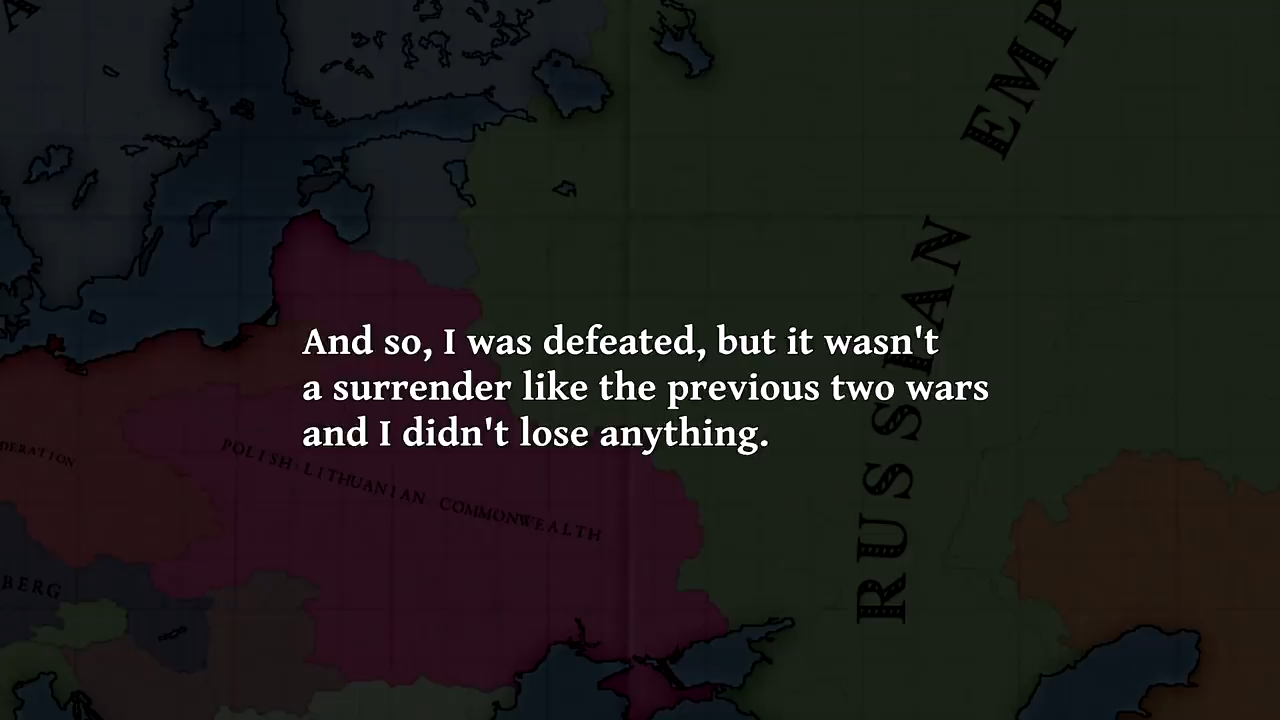 A
RUSSIAN EMP
And so, I was defeated, but it wasn't
a surrender like the previous two wars
and I didn't lose anything.
DERATION
POLISH-LITHUANIAN COMMONWEALTH
BERG